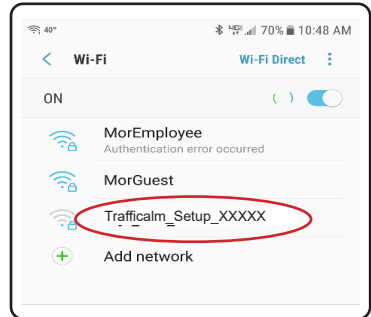 40° 4G 70% 10:48 AM
Wi-Fi Wi-Fi Direct
ON
MorEmployee
Authentication error occurred
MorGuest
Trafficalm_Setup_XXXXX
Add network